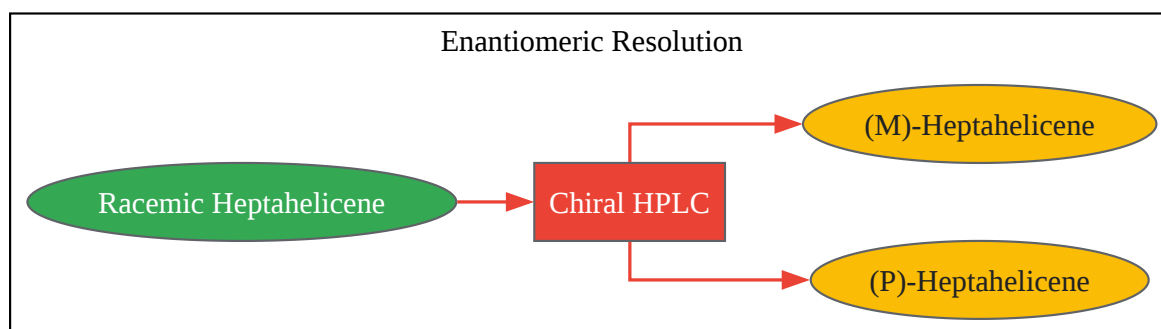 Enantiomeric Resolution
(M)-Heptahelicene
Racemic Heptahelicene
Chiral HPLC
(P)-Heptahelicene